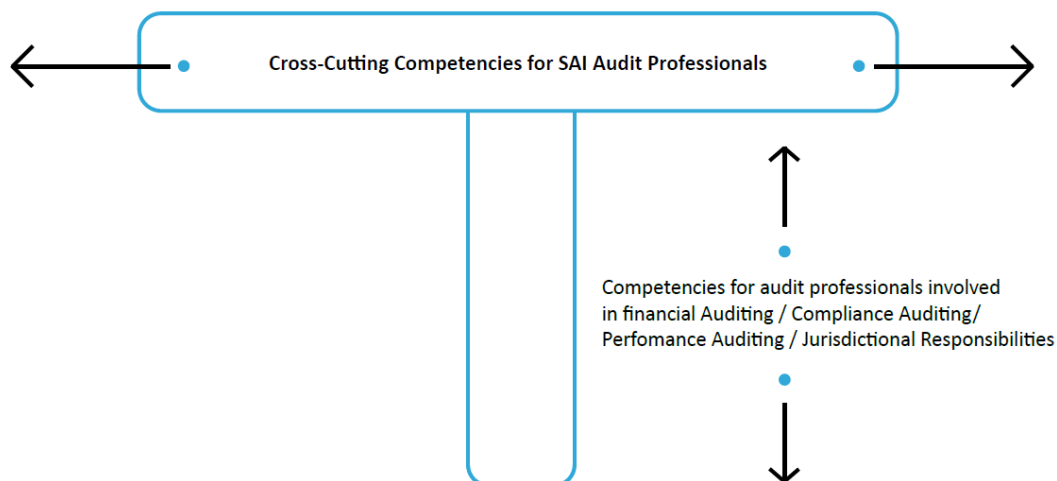 Cross-Cutting Competencies for SAI Audit Professionals
Competencies for audit professionals involved
in financial Auditing / Compliance Auditing/
Perfomance Auditing / Jurisdictional Responsibilities